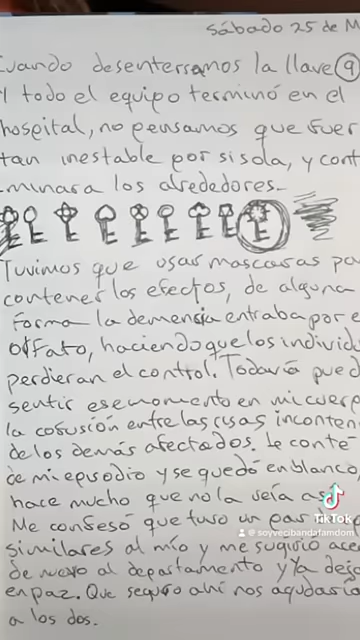 Sábado 25 de M
Cuando desenterramos la llave 9
Y todo el equipo terminó en el
hospital, no pensamos que fuer
tan inestable por si sola, y cont
minara los alrededores.
Tuvimos que usar mascaras pa
contener los efectos, de alguna
forma la demencia entraba por e
olfato, haciendo que los individ
perdieran el control. Todavía pued
sentir ese momento en mi cuerp
la cofusión entre las risas inconten
de los demás afectados. Le conté
de mi episodio y se quedó en blanco,
hace mucho que no la veía as
Me confesó que tuvo un par
similares al mío y me sugirió ace
de nuevo al departamento y ya deja
en paz. Que seguro ahí nos ayudaría
a los dos.
TikTok
@soyvecibandafamdom